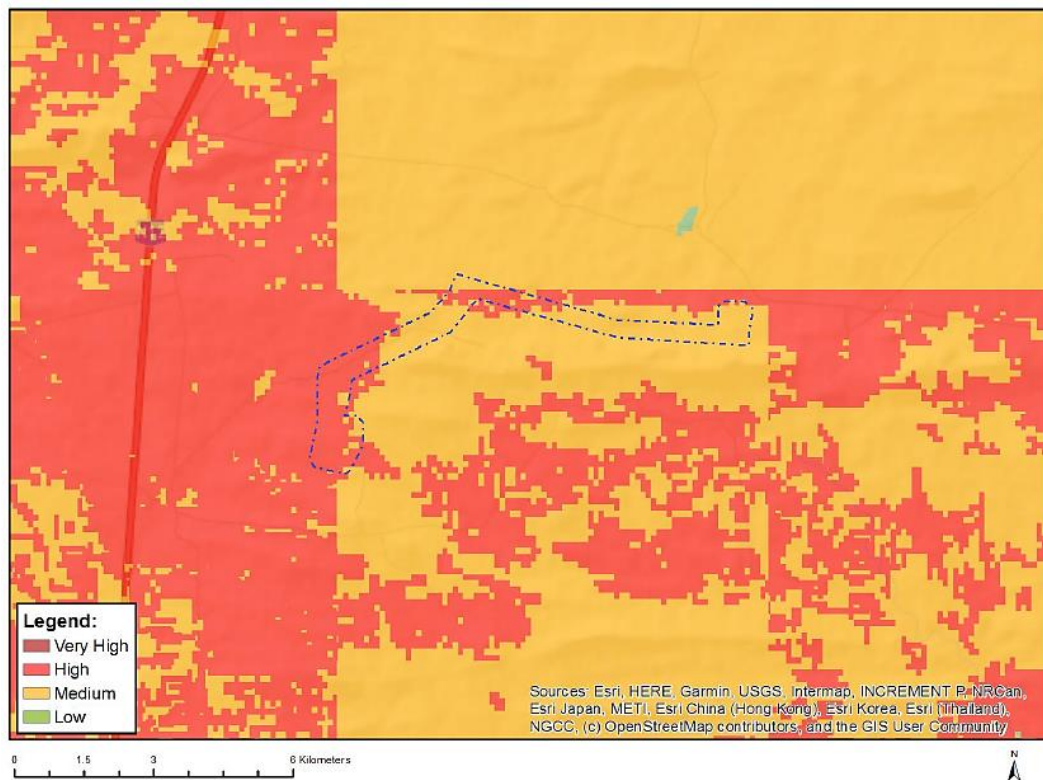 Legend:
Very High
High
Medium
Low
Sources: Esri, HERE, Garmin, USGS, Intermap, INCREMENT P, NRCan,
Esri Japan, METI, Esri China (Hong Kong), Esri Korea, Esri (Thailand),
NGCC, (c) OpenStreetMap contributors, and the GIS User Community
0 1.5 3 6 Kilometers
N